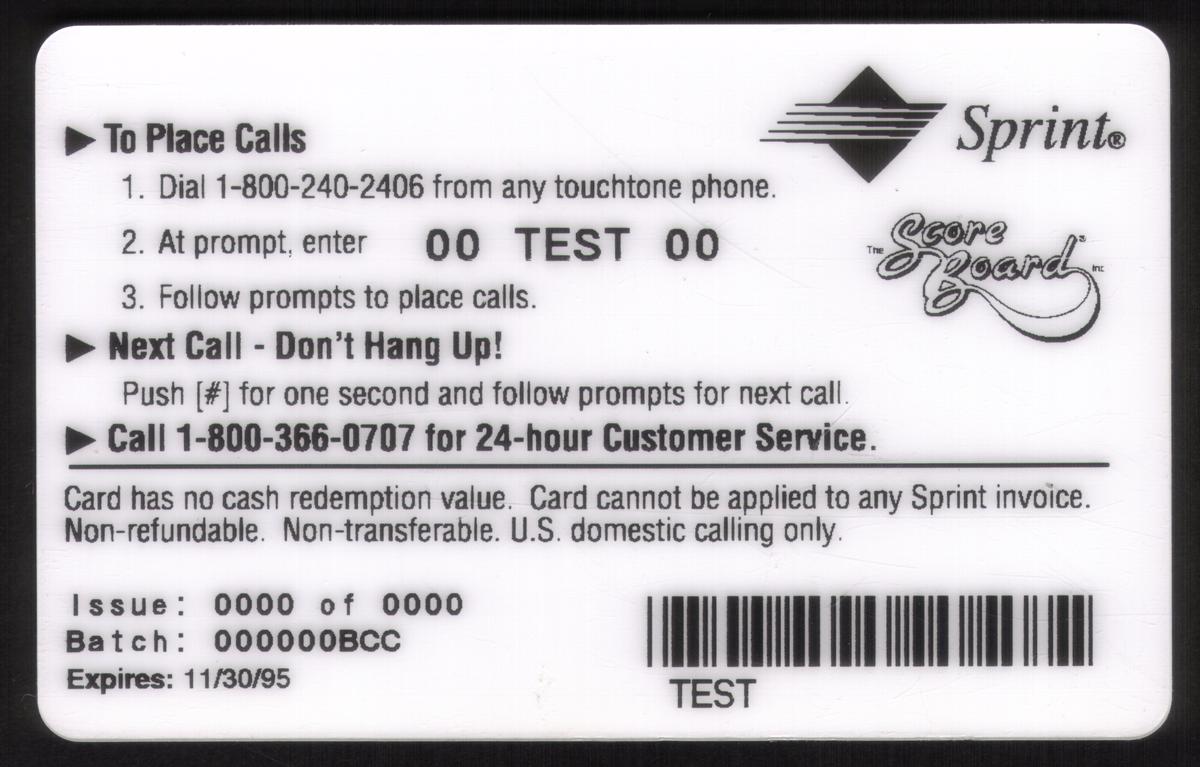 Sprint®
To Place Calls
1. Dial 1-800-240-2406 from any touchtone phone.
2. At prompt, enter 00 TEST 00
The Score Board® Inc
3. Follow prompts to place calls.
Next Call - Don't Hang Up!
Push [#] for one second and follow prompts for next call.
Call 1-800-366-0707 for 24-hour Customer Service.
Card has no cash redemption value. Card cannot be applied to any Sprint invoice.
Non-refundable. Non-transferable. U.S. domestic calling only.
Issue: 0000 of 0000
Batch: 000000BCC
Expires: 11/30/95
TEST